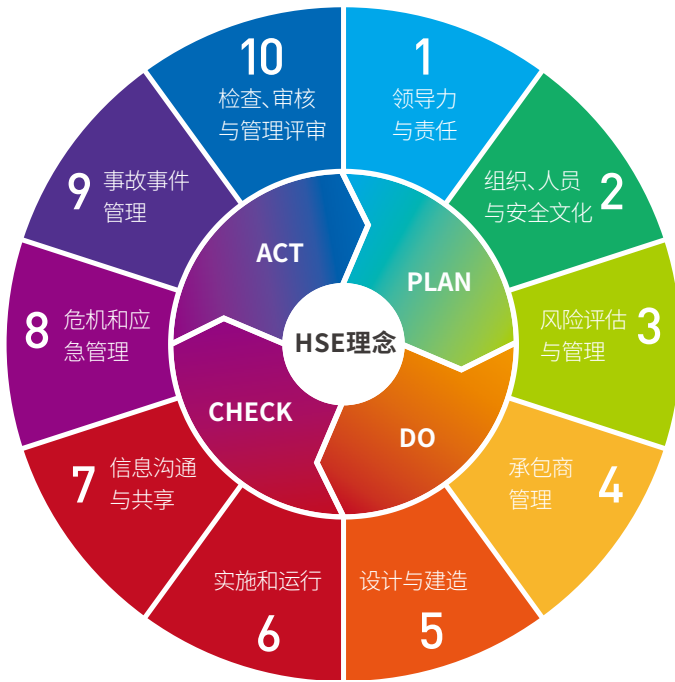 10
检查、审核
与管理评审
1
领导力
与责任
组织、人员
与安全文化
2
风险评估
与管理
3
承包商
管理
4
设计与建造
5
实施和运行
6
7
信息沟通
与共享
8
危机和应
急管理
9
事故事件
管理
ACT
PLAN
HSE理念
CHECK
DO